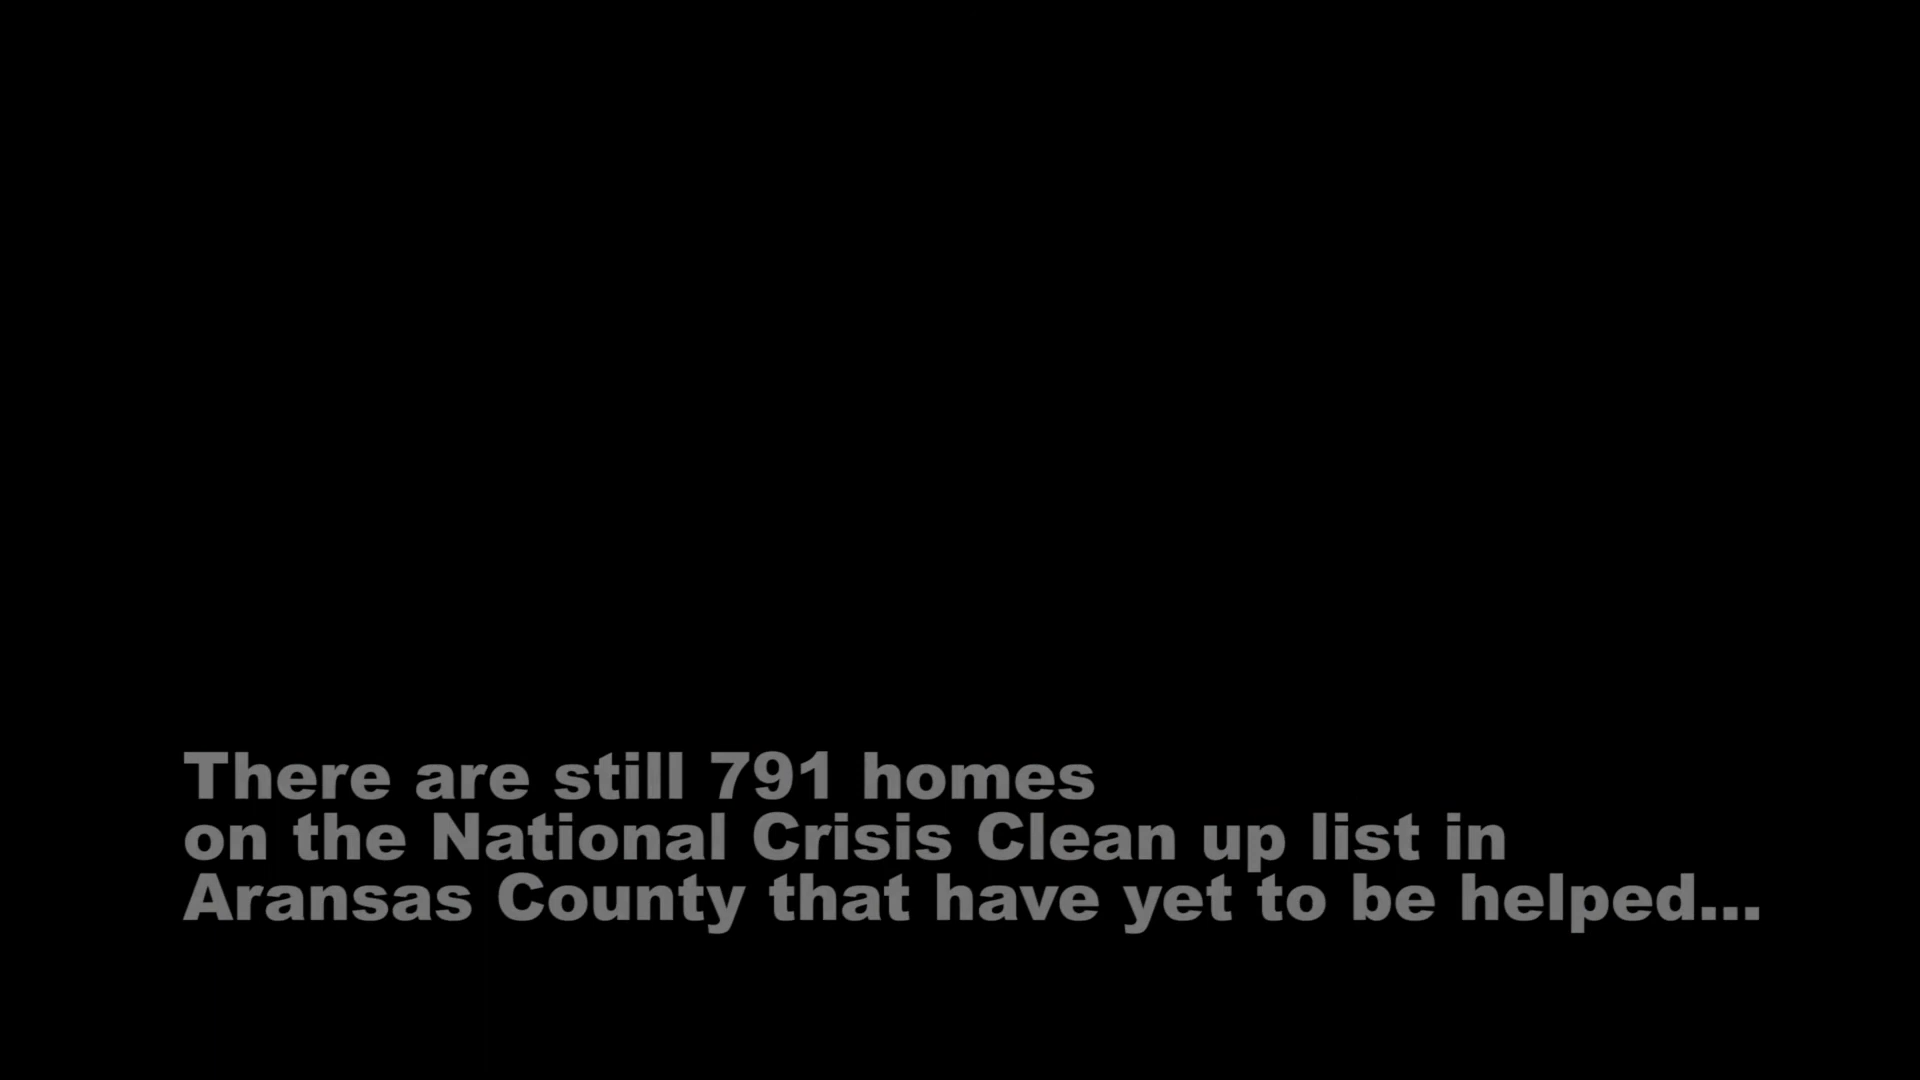 There are still 791 homes
on the National Crisis Clean up list in
Aransas County that have yet to be helped...